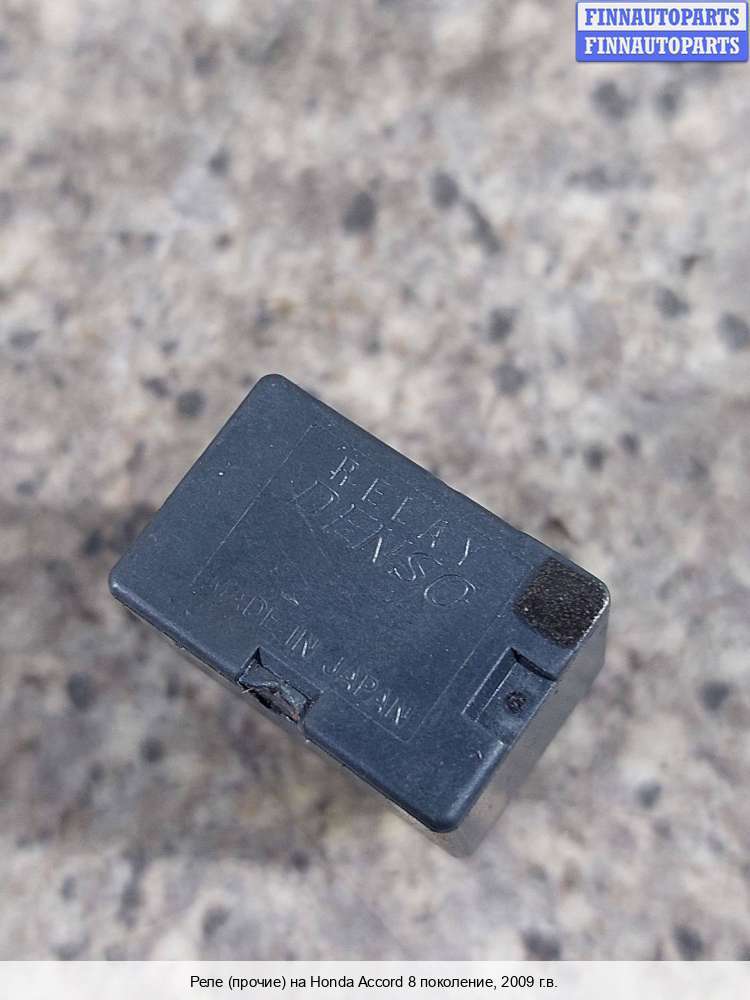 FINNAUTOPARTS
FINNAUTOPARTS
RELAY
DENSO
MADE IN JAPAN
Реле (прочие) на Honda Accord 8 поколение, 2009 г.в.